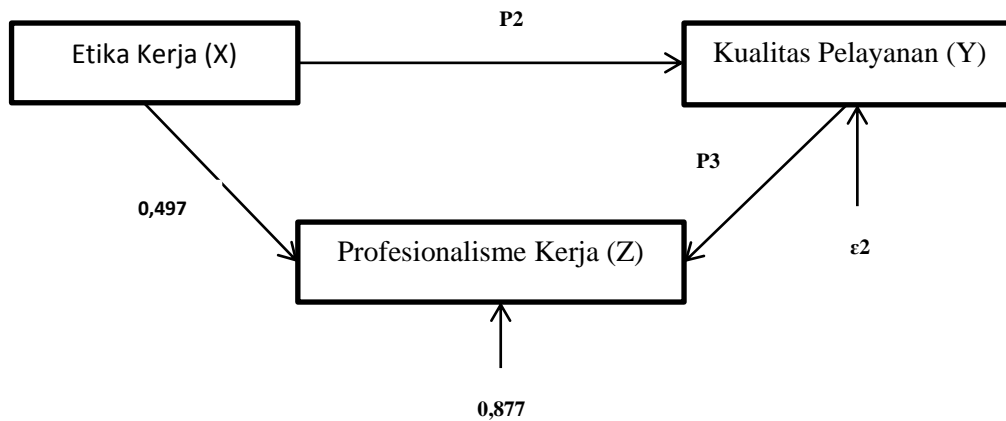 P2
Etika Kerja (X)
Kualitas Pelayanan (Y)
P3
0,497
Profesionalisme Kerja (Z)
ε2
0,877